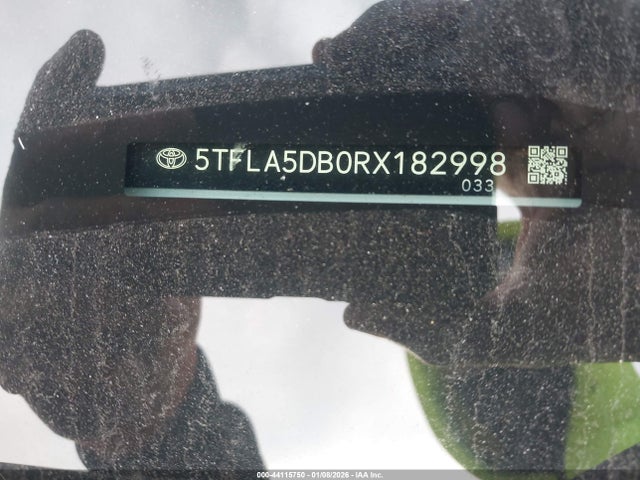 5TFLA5DB0RX182998
033
000-44115750 - 01/08/2026 - IAA Inc.